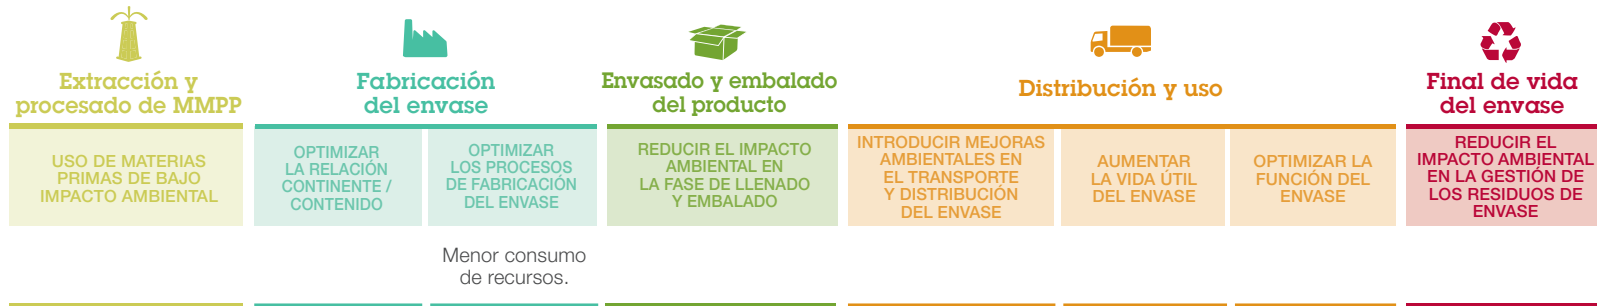 Extracción y
procesado de MMPP
Fabricación
del envase
Envasado y embalado
del producto
Distribución y uso
Final de vida
del envase
USO DE MATERIAS
PRIMAS DE BAJO
IMPACTO AMBIENTAL
OPTIMIZAR
LA RELACIÓN
CONTINENTE /
CONTENIDO
OPTIMIZAR
LOS PROCESOS
DE FABRICACIÓN
DEL ENVASE
REDUCIR EL IMPACTO
AMBIENTAL EN
LA FASE DE LLENADO
Y EMBALADO
INTRODUCIR MEJORAS
AMBIENTALES EN
EL TRANSPORTE
Y DISTRIBUCIÓN
DEL ENVASE
AUMENTAR
LA VIDA ÚTIL
DEL ENVASE
OPTIMIZAR LA
FUNCIÓN DEL
ENVASE
REDUCIR EL
IMPACTO AMBIENTAL
EN LA GESTIÓN DE
LOS RESIDUOS DE
ENVASE
Menor consumo
de recursos.